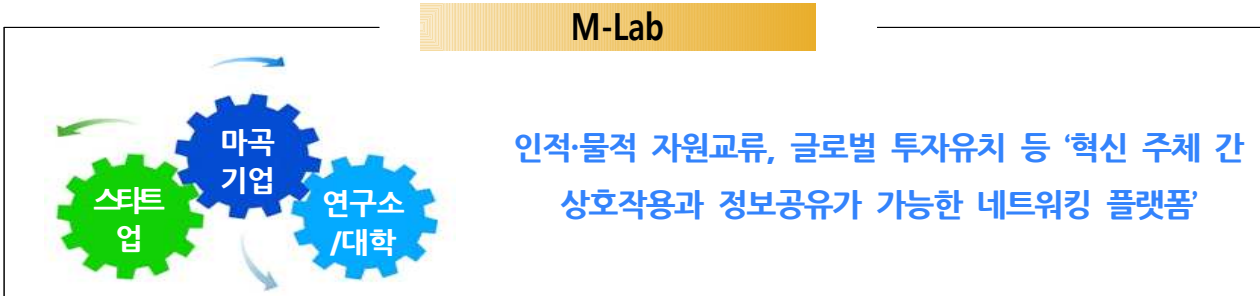 M-Lab
마곡
기업
스타트
업
연구소
/대학
인적·물적 자원교류, 글로벌 투자유치 등 ‘혁신 주체 간
상호작용과 정보공유가 가능한 네트워킹 플랫폼’